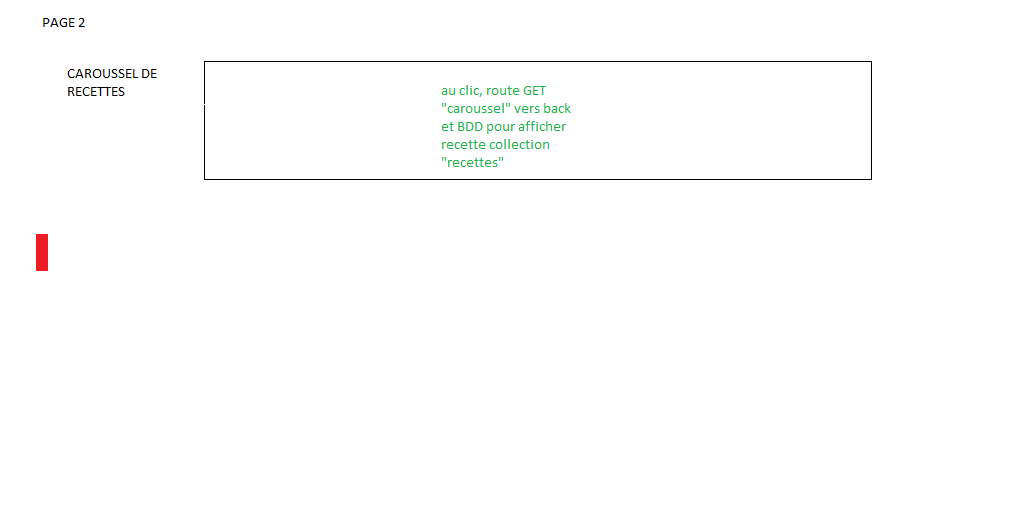 PAGE 2
CAROUSSEL DE
RECETTES
au clic, route GET
"caroussel" vers back
et BDD pour afficher
recette collection
"recettes"